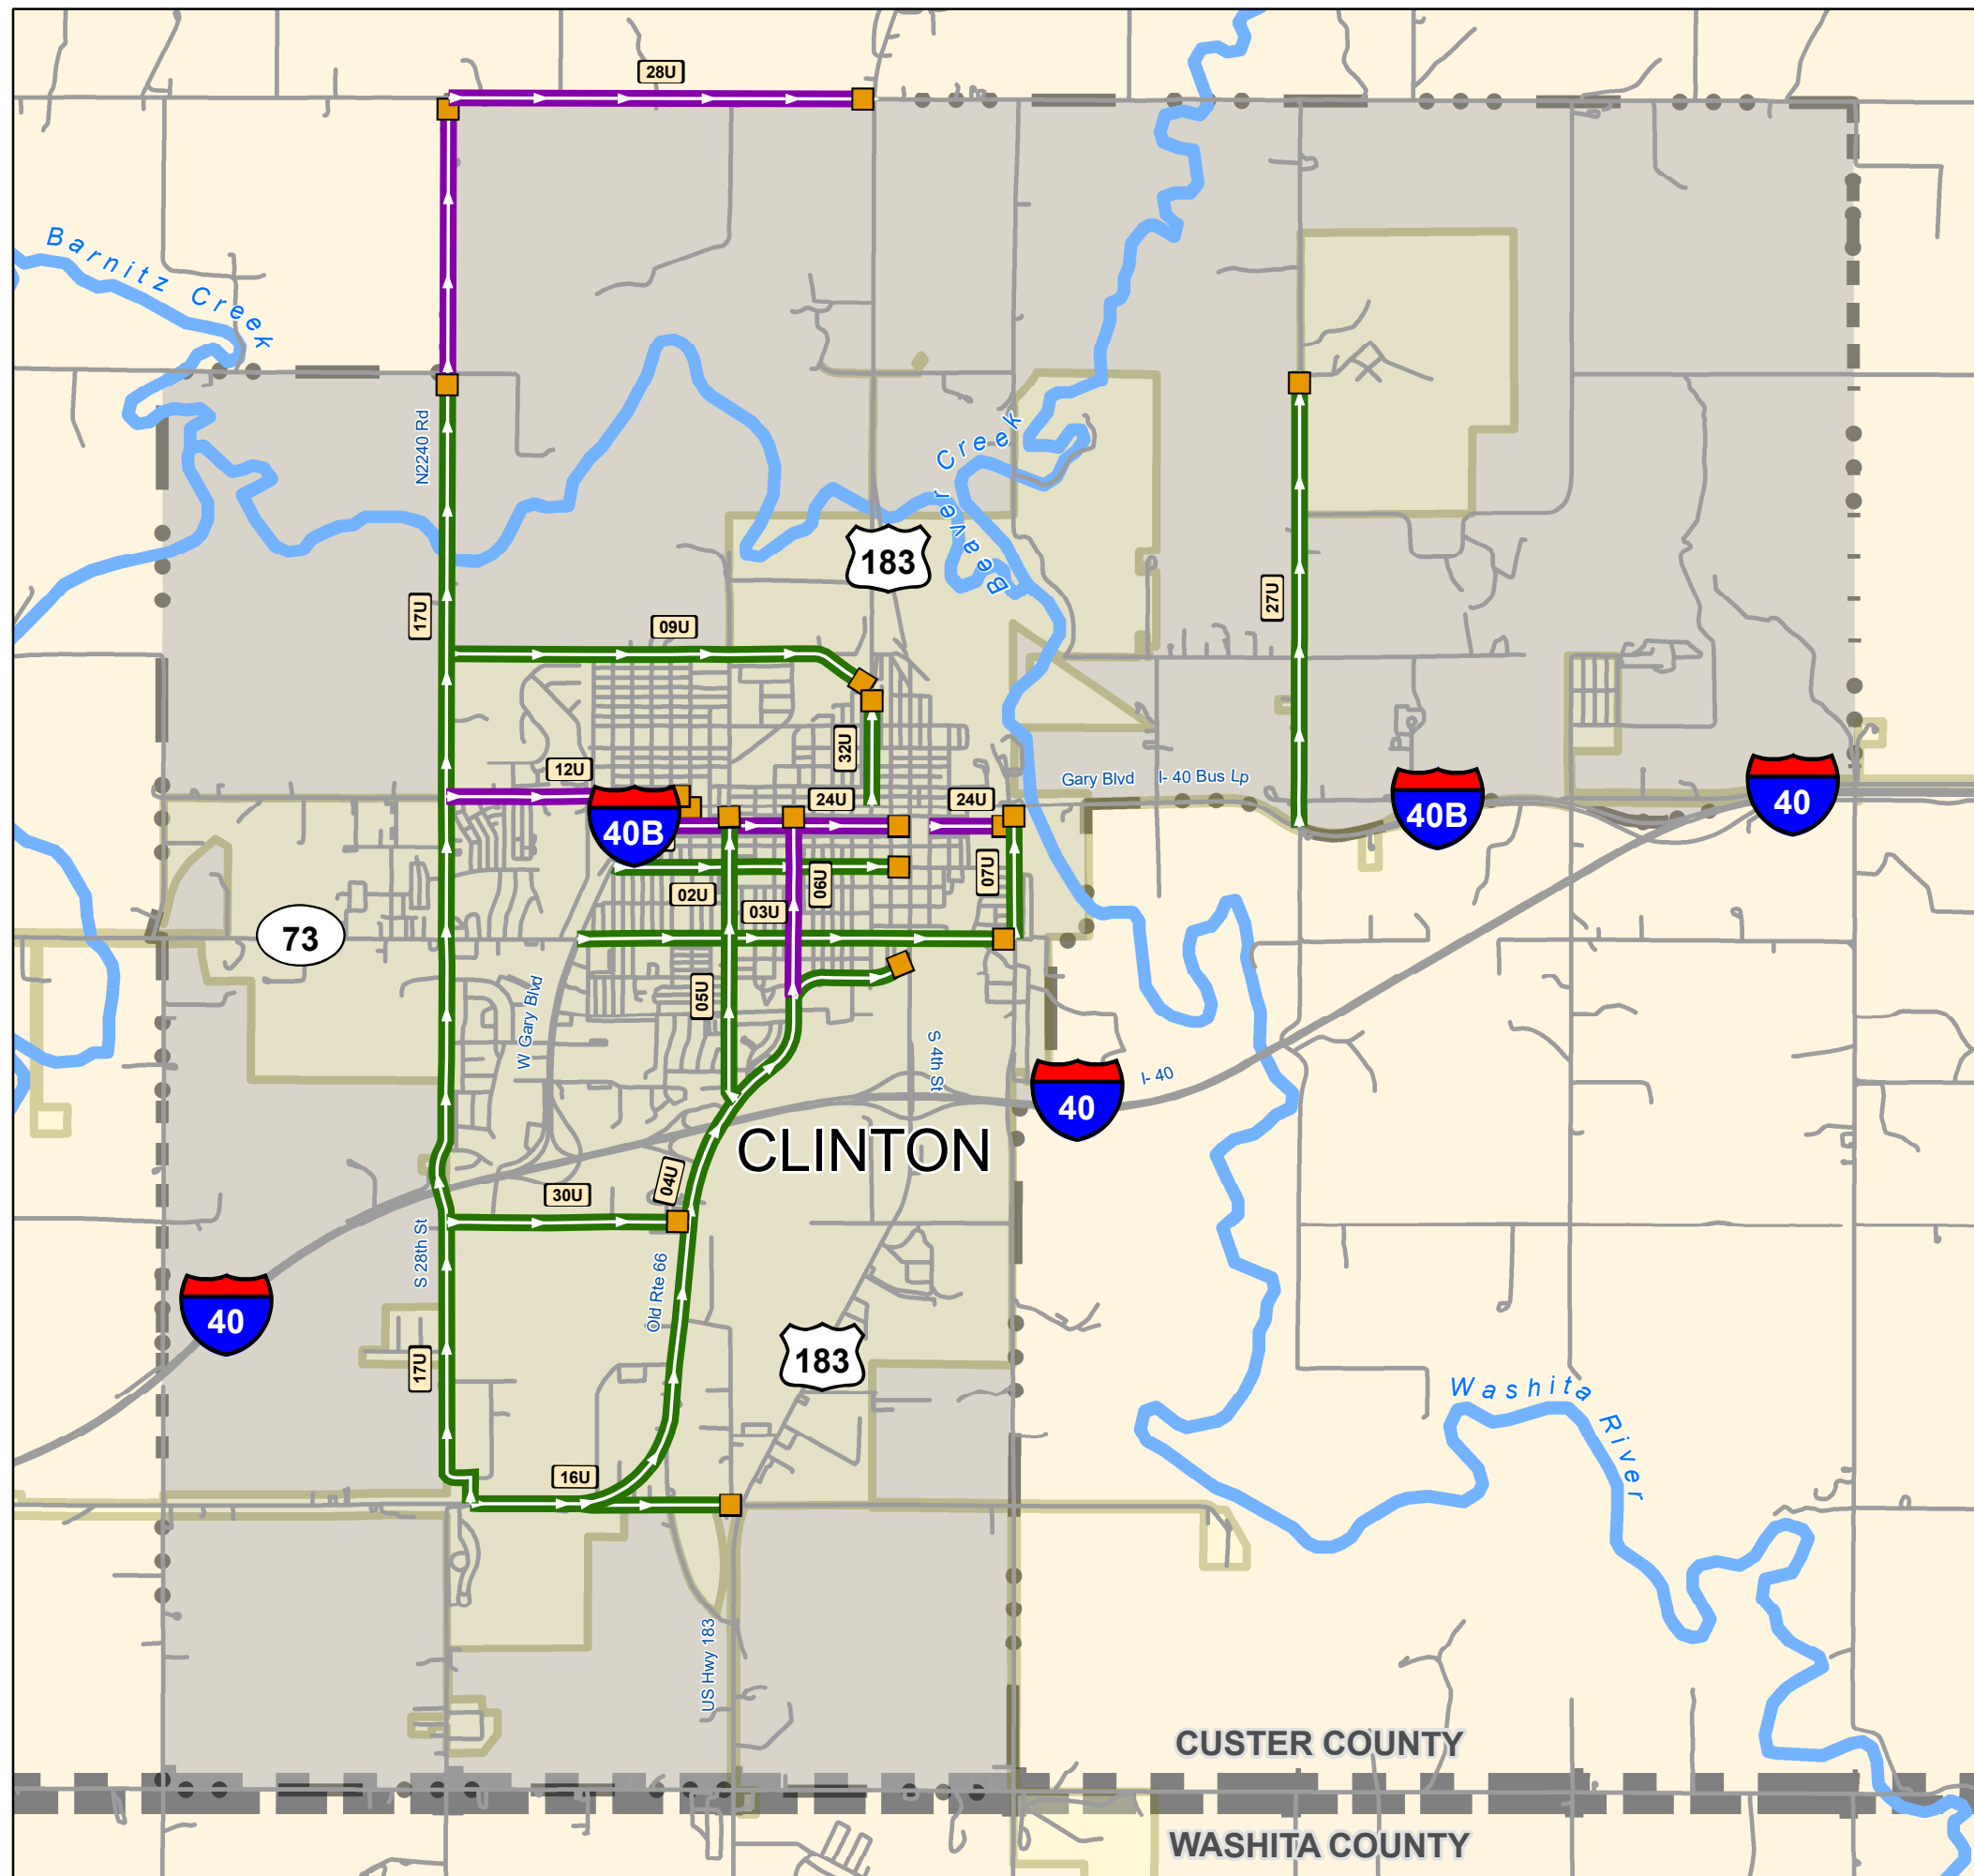 28U
Barnitz Creek
N2240 Rd
Beaver Creek
183
17U
27U
09U
32U
12U
24U
24U
Gary Blvd
I- 40 Bus Lp
40B
40B
40
02U
03U
06U
07U
73
05U
W Gary Blvd
S 4th St
I- 40
40
CLINTON
04U
30U
S 28th St
Old Rte 66
40
17U
183
Washita River
16U
US Hwy 183
CUSTER COUNTY
WASHITA COUNTY